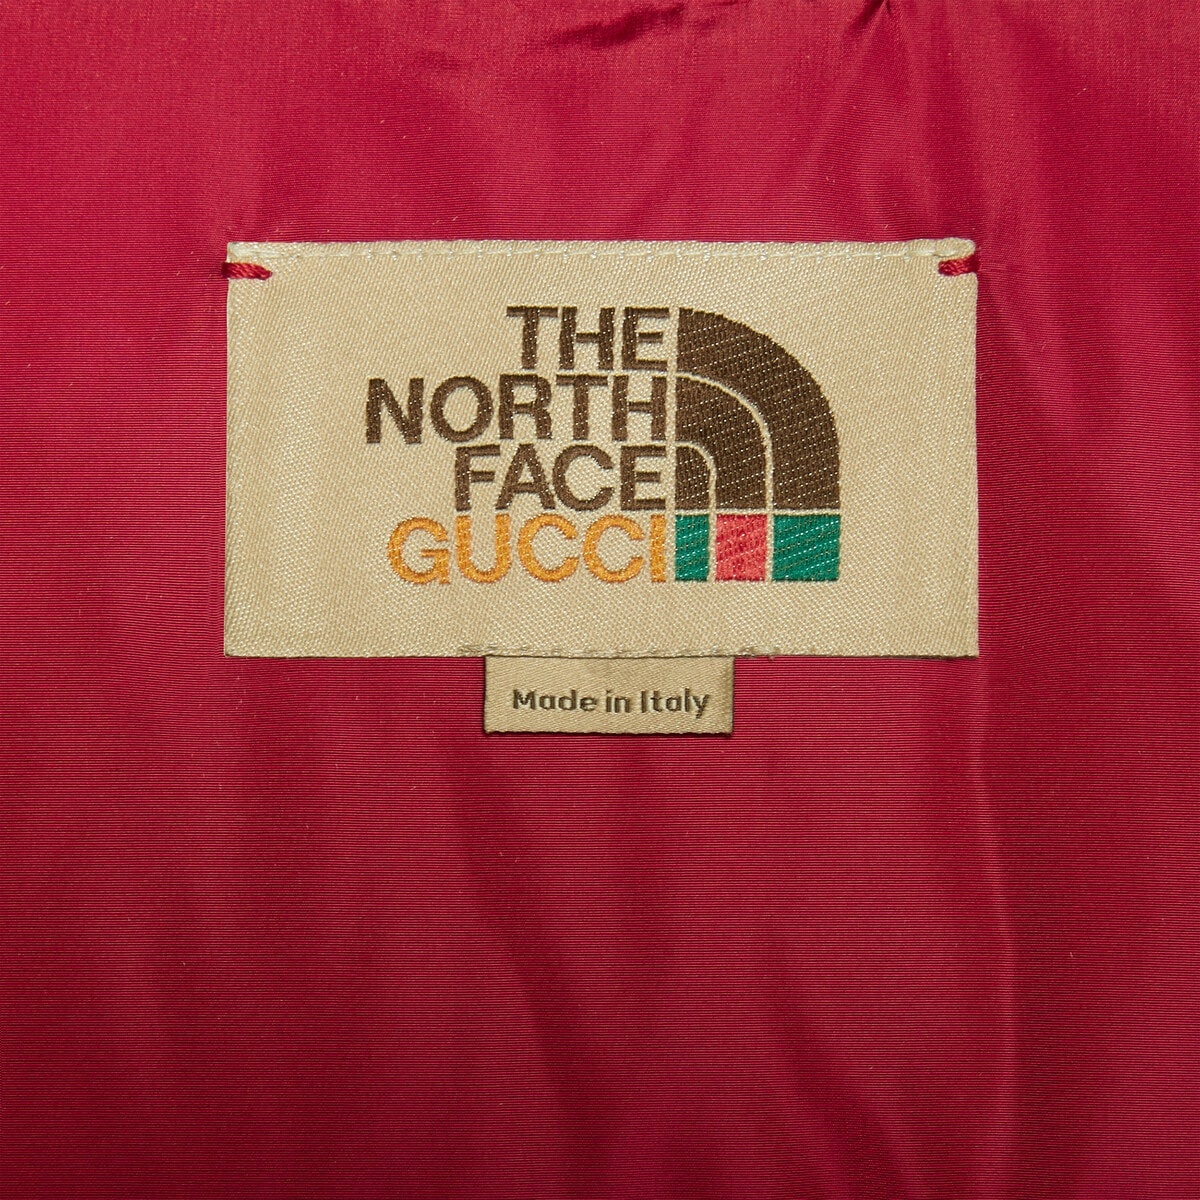 THE
NORTH
FACE
GUCCI
Made in Italy